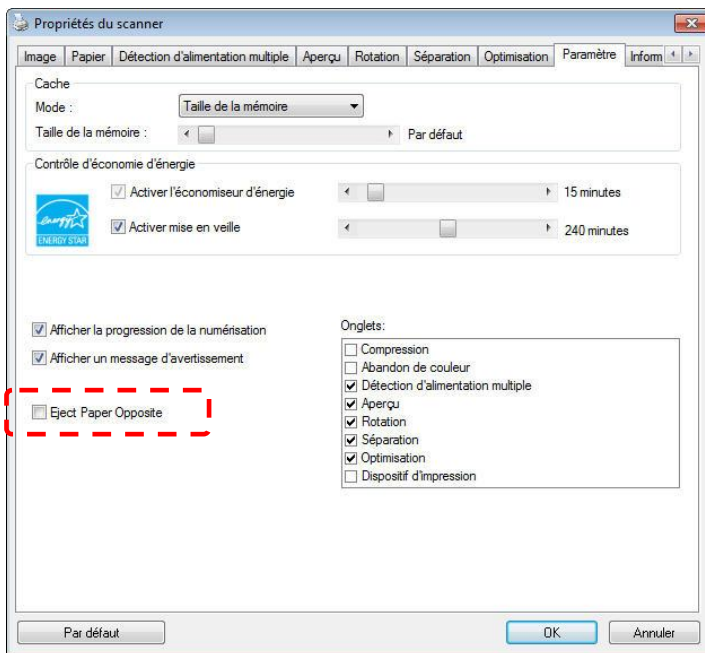 Propriétés du scanner
Image Papier Détection d'alimentation multiple Aperçu Rotation Séparation Optimisation Paramètre Inform
Cache
Mode : Taille de la mémoire
Taille de la mémoire : Par défaut
Contrôle d'économie d'énergie
Activer l'économiseur d'énergie 15 minutes
energy
ENERGY STAR
Activer mise en veille 240 minutes
Afficher la progression de la numérisation
Afficher un message d'avertissement
Eject Paper Opposite
Onglets:
Compression
Abandon de couleur
Détection d'alimentation multiple
Aperçu
Rotation
Séparation
Optimisation
Dispositif d'impression
Par défaut OK Annuler